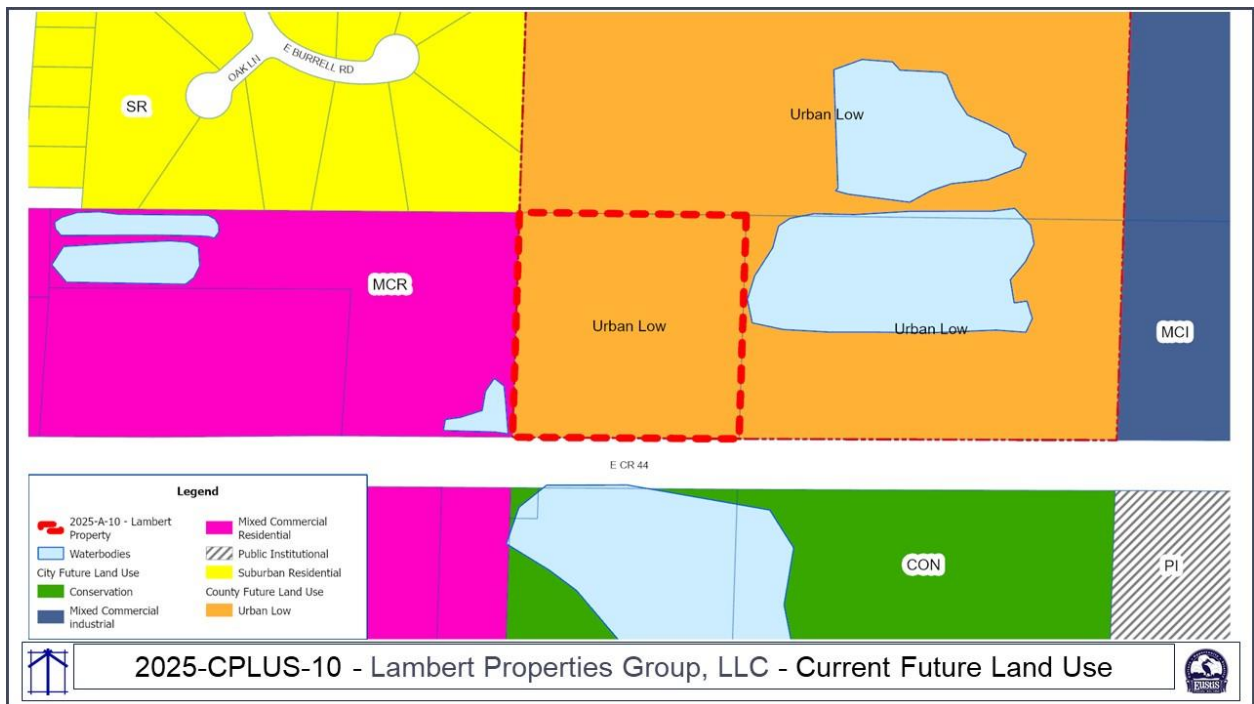 E BURRELL RD
OAK LN
SR
Urban Low
MCR
Urban Low
Urban Low
MCI
E CR 44
CON
PI
Legend
2025-A-10 - Lambert
Property
Waterbodies
City Future Land Use
Conservation
Mixed Commercial
industrial
Mixed Commercial
Residential
Public Institutional
Suburban Residential
County Future Land Use
Urban Low
2025-CPLUS-10 - Lambert Properties Group, LLC - Current Future Land Use